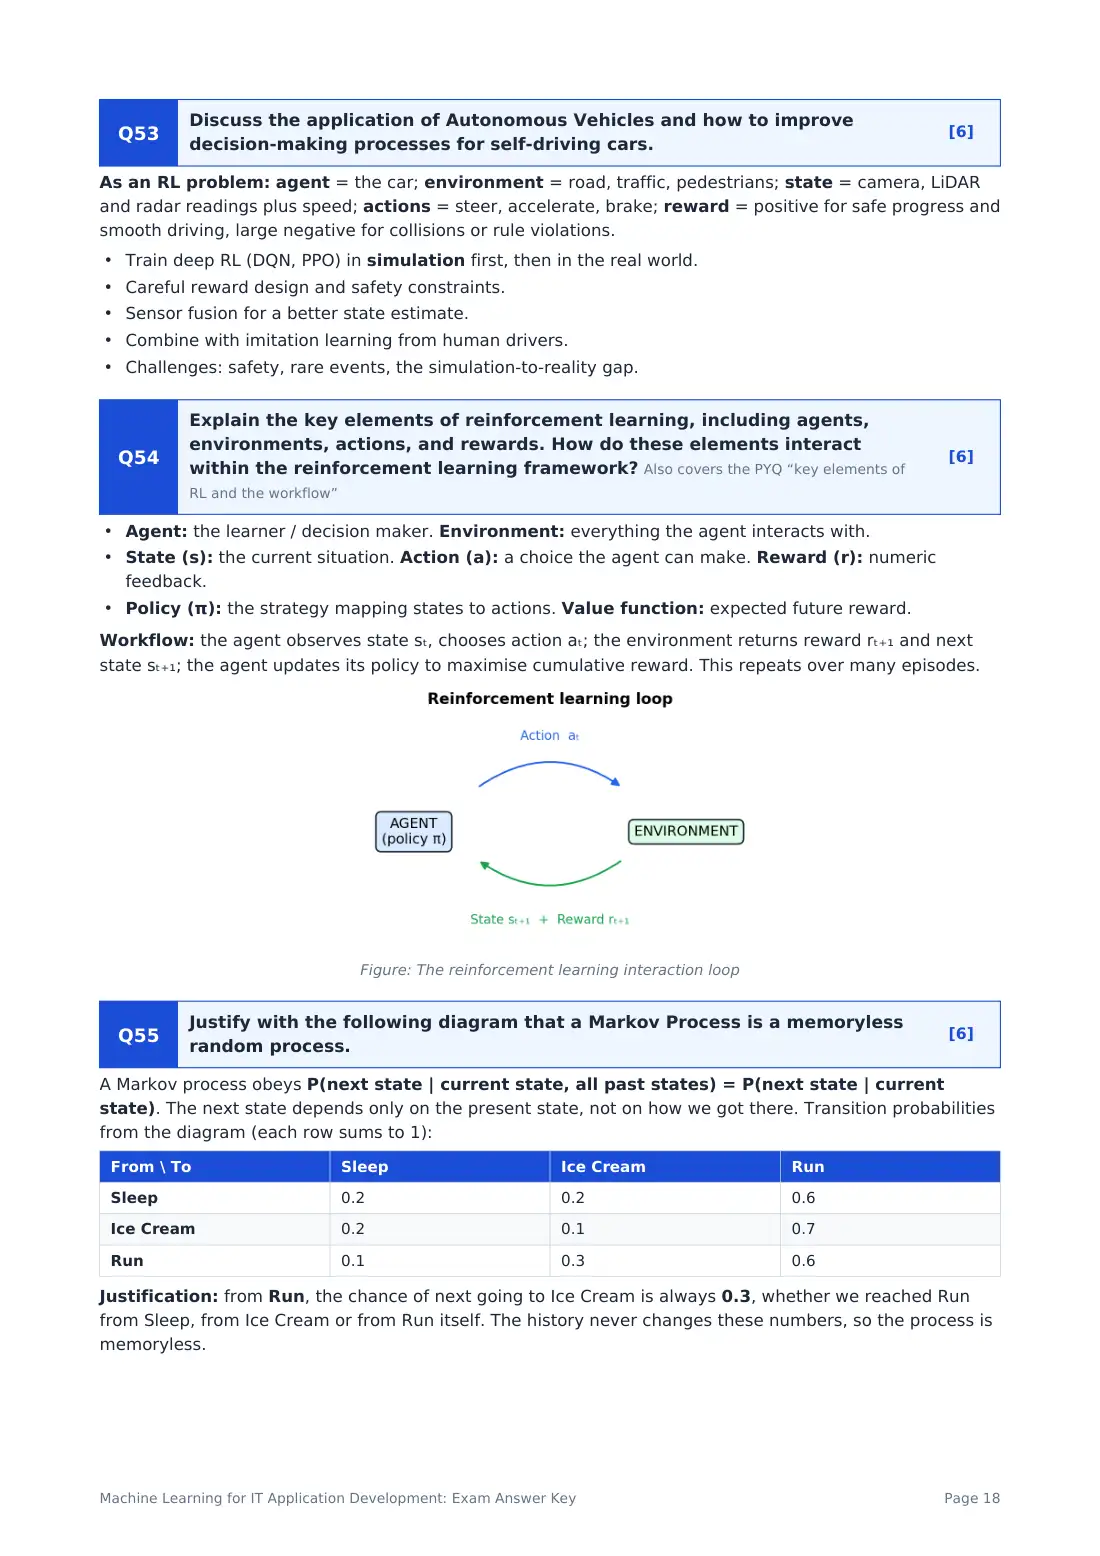 Q53
Discuss the application of Autonomous Vehicles and how to improve
decision-making processes for self-driving cars.
[6]
As an RL problem: agent = the car; environment = road, traffic, pedestrians; state = camera, LiDAR
and radar readings plus speed; actions = steer, accelerate, brake; reward = positive for safe progress and
smooth driving, large negative for collisions or rule violations.
• Train deep RL (DQN, PPO) in simulation first, then in the real world.
• Careful reward design and safety constraints.
• Sensor fusion for a better state estimate.
• Combine with imitation learning from human drivers.
• Challenges: safety, rare events, the simulation-to-reality gap.
Q54
Explain the key elements of reinforcement learning, including agents,
environments, actions, and rewards. How do these elements interact
within the reinforcement learning framework? Also covers the PYQ “key elements of
RL and the workflow”
[6]
• Agent: the learner / decision maker. Environment: everything the agent interacts with.
• State (s): the current situation. Action (a): a choice the agent can make. Reward (r): numeric
feedback.
• Policy (π): the strategy mapping states to actions. Value function: expected future reward.
Workflow: the agent observes state sₜ, chooses action aₜ; the environment returns reward rₜ₊₁ and next
state sₜ₊₁; the agent updates its policy to maximise cumulative reward. This repeats over many episodes.
Reinforcement learning loop
Action aₜ
AGENT
(policy π)
ENVIRONMENT
State sₜ₊₁ + Reward rₜ₊₁
Figure: The reinforcement learning interaction loop
Q55
Justify with the following diagram that a Markov Process is a memoryless
random process.
[6]
A Markov process obeys P(next state | current state, all past states) = P(next state | current
state). The next state depends only on the present state, not on how we got there. Transition probabilities
from the diagram (each row sums to 1):
From \ To Sleep Ice Cream Run
Sleep 0.2 0.2 0.6
Ice Cream 0.2 0.1 0.7
Run 0.1 0.3 0.6
Justification: from Run, the chance of next going to Ice Cream is always 0.3, whether we reached Run
from Sleep, from Ice Cream or from Run itself. The history never changes these numbers, so the process is
memoryless.
Machine Learning for IT Application Development: Exam Answer Key
Page 18